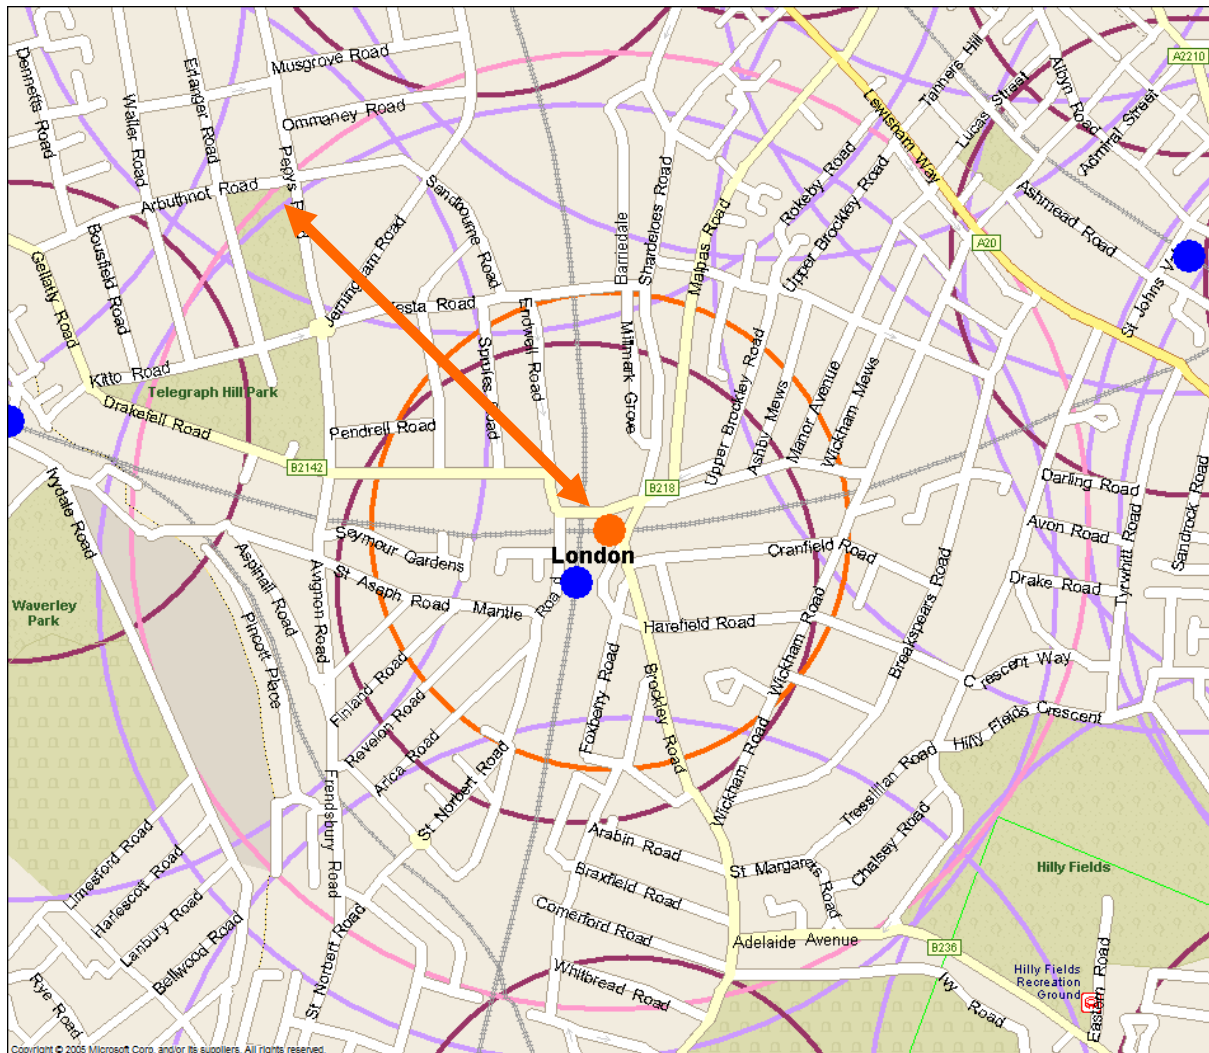 Musgrove Road
Ommaney Road
Dennetts Road
Waller Road
Erlanger Road
Pepys
Arbuthnot Road
Sandbourne Road
Jerningham Road
Bousfield Road
Gellatly Road
Vesta Road
Kitto Road
Telegraph Hill Park
Drakefell Road
Pendrell Road
B2142
Sprules Road
Endwell Road
Barriedale
Shardeloes Road
Millmark Grove
Malpas Road
Rokeby Road
Upper Brockley Road
Lewisham Way
Tanners Hill
Lucas Street
Albyn Road
Admiral Street
A2210
Ashmead Road
A20
St Johns V
Upper Brockley Road
Ashby Mews
Manor Avenue
Wickham Mews
B218
Darling Road
Avon Road
Drake Road
Tyrwhitt Road
Sandrock Road
Ivydale Road
Waverley
Park
Aspinall Road
Pincott Place
Avignon Road
Seymour Gardens
St Asaph Road
Mantle Road
London
Cranfield Road
Harefield Road
Wickham Road
Breakspears Road
Crescent Way
Hilly Fields Crescent
Finland Road
Revelon Road
Arica Road
St Norbert Road
Foxberry Road
Brockley Road
Wickham Road
Tressillian Road
Chalsey Road
Frendsbury Road
Limesford Road
Harlescott Road
Lanbury Road
Bellwood Road
Rye Road
St Norbert Road
Arabin Road
Braxfield Road
Comerford Road
Whitbread Road
St Margarets Road
Adelaide Avenue
B236
Ivy Road
Hilly Fields
Hilly Fields
Recreation
Ground
Eastern Road
Copyright © 2005 Microsoft Corp. and/or its suppliers. All rights reserved.